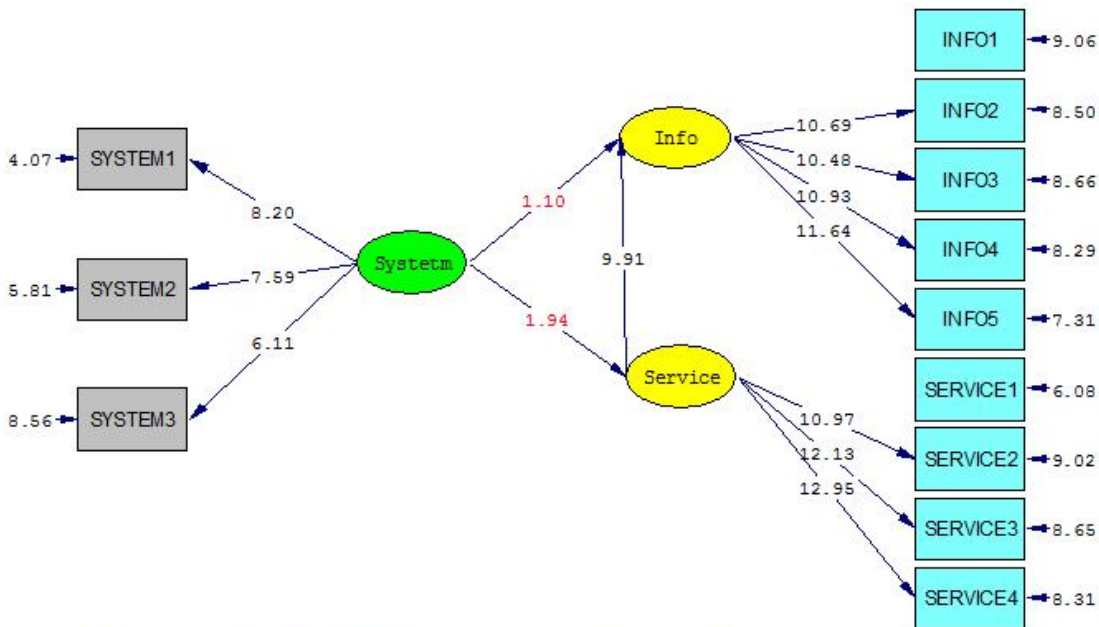 INFO1
9.06
INFO2
8.50
10.69
Info
INFO3
8.66
10.48
SYSTEM1
4.07
10.93
8.20
1.10
11.64
INFO4
8.29
Systetm
9.91
SYSTEM2
5.81
7.59
INFO5
7.31
1.94
6.11
Service
SERVICE1
6.08
SYSTEM3
8.56
10.97
12.13
12.95
SERVICE2
9.02
SERVICE3
8.65
SERVICE4
8.31